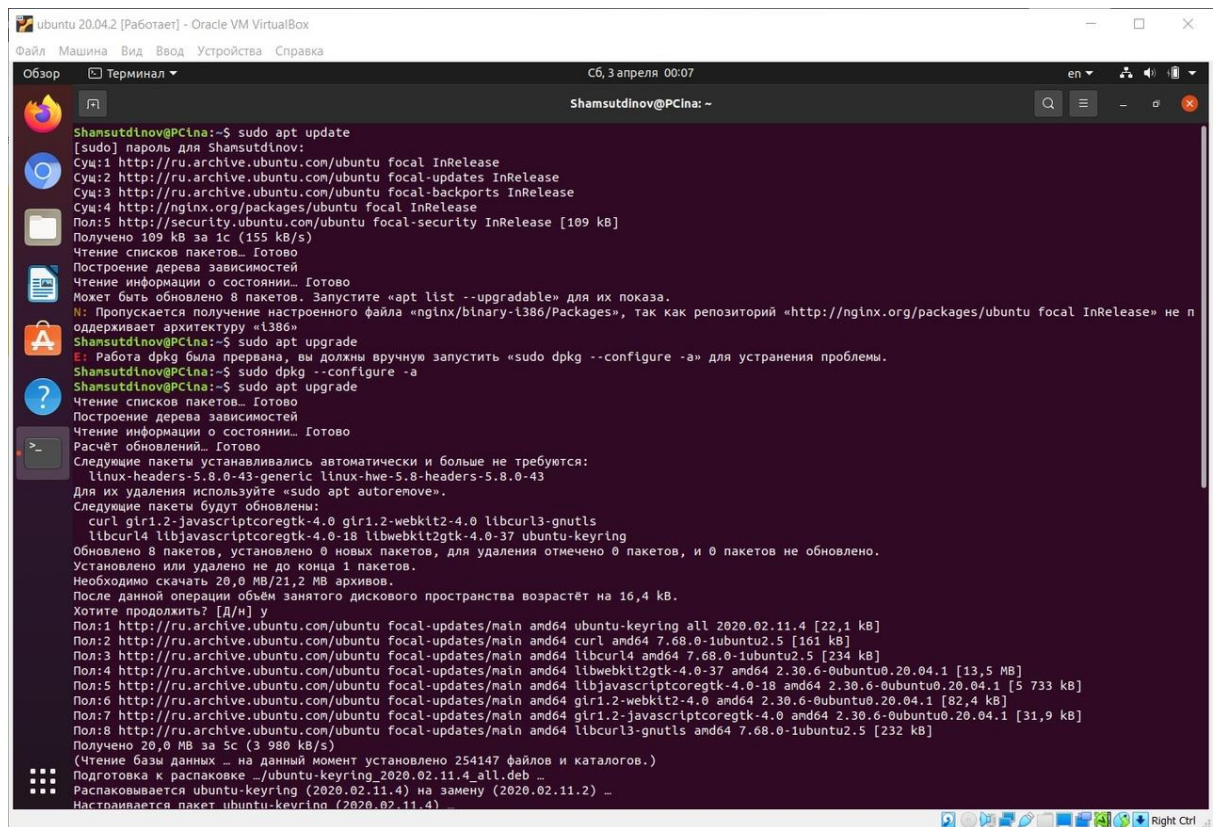 ubuntu 20.04.2 [Работает] - Oracle VM VirtualBox
Файл Машина Вид Ввод Устройства Справка
Обзор Терминал Сб, 3 апреля 00:07 en
Shamsutdinov@PCina: ~
Shamsutdinov@PCina:~$ sudo apt update
[sudo] пароль для Shamsutdinov:
Сущ:1 http://ru.archive.ubuntu.com/ubuntu focal InRelease
Сущ:2 http://ru.archive.ubuntu.com/ubuntu focal-updates InRelease
Сущ:3 http://ru.archive.ubuntu.com/ubuntu focal-backports InRelease
Сущ:4 http://nginx.org/packages/ubuntu focal InRelease
Пол:5 http://security.ubuntu.com/ubuntu focal-security InRelease [109 kB]
Получено 109 kB за 1с (155 kB/s)
Чтение списков пакетов… Готово
Построение дерева зависимостей
Чтение информации о состоянии… Готово
Может быть обновлено 8 пакетов. Запустите «apt list --upgradable» для их показа.
N: Пропускается получение настроенного файла «nginx/binary-i386/Packages», так как репозиторий «http://nginx.org/packages/ubuntu focal InRelease» не п
оддерживает архитектуру «i386»
Shamsutdinov@PCina:~$ sudo apt upgrade
E: Работа dpkg была прервана, вы должны вручную запустить «sudo dpkg --configure -a» для устранения проблемы.
Shamsutdinov@PCina:~$ sudo dpkg --configure -a
Shamsutdinov@PCina:~$ sudo apt upgrade
Чтение списков пакетов… Готово
Построение дерева зависимостей
Чтение информации о состоянии… Готово
Расчёт обновлений… Готово
Следующие пакеты устанавливались автоматически и больше не требуются:
linux-headers-5.8.0-43-generic linux-hwe-5.8-headers-5.8.0-43
Для их удаления используйте «sudo apt autoremove».
Следующие пакеты будут обновлены:
curl gir1.2-javascriptcoregtk-4.0 gir1.2-webkit2-4.0 libcurl3-gnutls
libcurl4 libjavascriptcoregtk-4.0-18 libwebkit2gtk-4.0-37 ubuntu-keyring
Обновлено 8 пакетов, установлено 0 новых пакетов, для удаления отмечено 0 пакетов, и 0 пакетов не обновлено.
Установлено или удалено не до конца 1 пакетов.
Необходимо скачать 20,0 MB/21,2 MB архивов.
После данной операции объём занятого дискового пространства возрастёт на 16,4 kB.
Хотите продолжить? [Д/н] y
Пол:1 http://ru.archive.ubuntu.com/ubuntu focal-updates/main amd64 ubuntu-keyring all 2020.02.11.4 [22,1 kB]
Пол:2 http://ru.archive.ubuntu.com/ubuntu focal-updates/main amd64 curl amd64 7.68.0-1ubuntu2.5 [161 kB]
Пол:3 http://ru.archive.ubuntu.com/ubuntu focal-updates/main amd64 libcurl4 amd64 7.68.0-1ubuntu2.5 [234 kB]
Пол:4 http://ru.archive.ubuntu.com/ubuntu focal-updates/main amd64 libwebkit2gtk-4.0-37 amd64 2.30.6-0ubuntu0.20.04.1 [13,5 MB]
Пол:5 http://ru.archive.ubuntu.com/ubuntu focal-updates/main amd64 libjavascriptcoregtk-4.0-18 amd64 2.30.6-0ubuntu0.20.04.1 [5 733 kB]
Пол:6 http://ru.archive.ubuntu.com/ubuntu focal-updates/main amd64 gir1.2-webkit2-4.0 amd64 2.30.6-0ubuntu0.20.04.1 [82,4 kB]
Пол:7 http://ru.archive.ubuntu.com/ubuntu focal-updates/main amd64 gir1.2-javascriptcoregtk-4.0 amd64 2.30.6-0ubuntu0.20.04.1 [31,9 kB]
Пол:8 http://ru.archive.ubuntu.com/ubuntu focal-updates/main amd64 libcurl3-gnutls amd64 7.68.0-1ubuntu2.5 [232 kB]
Получено 20,0 MB за 5с (3 980 kB/s)
(Чтение базы данных … на данный момент установлено 254147 файлов и каталогов.)
Подготовка к распаковке …/ubuntu-keyring_2020.02.11.4_all.deb …
Распаковывается ubuntu-keyring (2020.02.11.4) на замену (2020.02.11.2) …
Настраивается пакет ubuntu-keyring (2020.02.11.4) …
Right Ctrl